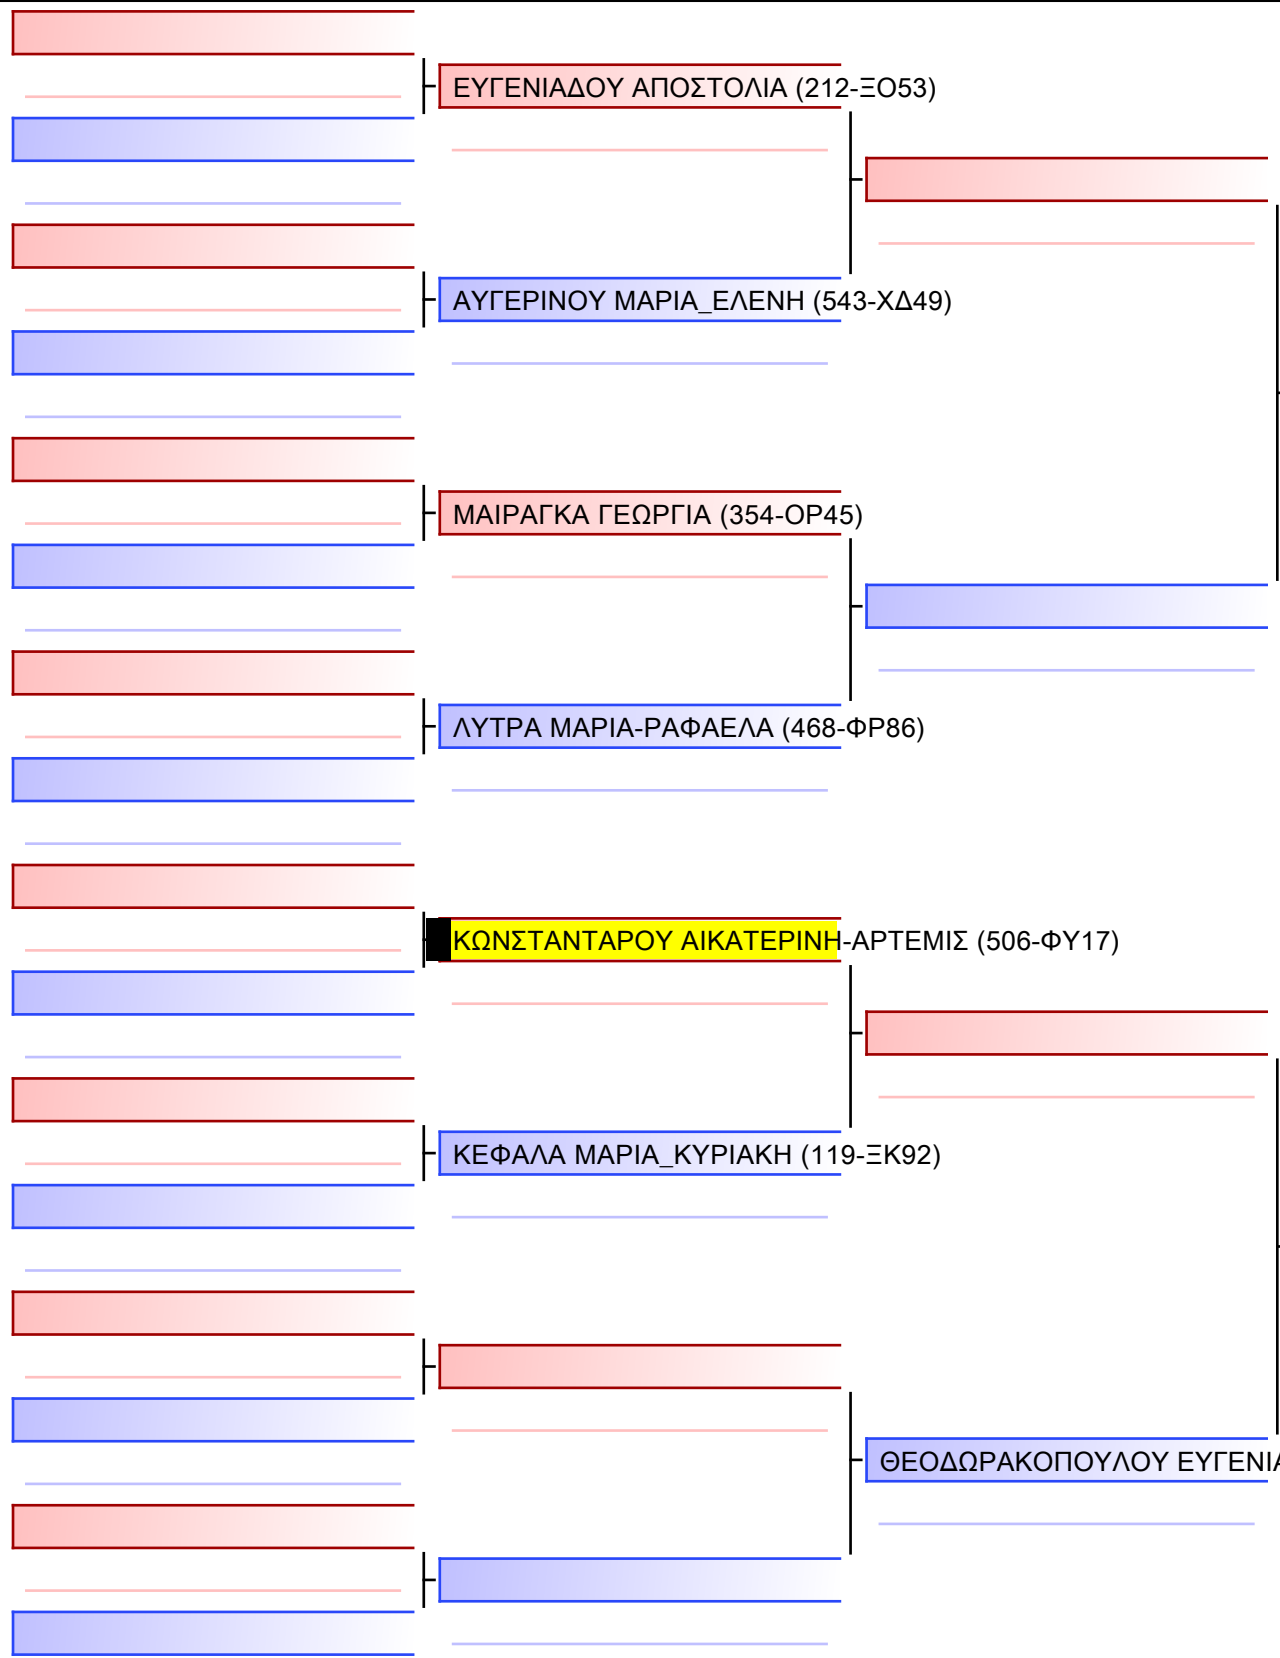 ΕΥΓΕΝΙΑΔΟΥ ΑΠΟΣΤΟΛΙΑ (212-ΞΟ53)
ΑΥΓΕΡΙΝΟΥ ΜΑΡΙΑ_ΕΛΕΝΗ (543-ΧΔ49)
ΜΑΙΡΑΓΚΑ ΓΕΩΡΓΙΑ (354-ΟΡ45)
ΛΥΤΡΑ ΜΑΡΙΑ-ΡΑΦΑΕΛΑ (468-ΦΡ86)
ΚΩΝΣΤΑΝΤΑΡΟΥ ΑΙΚΑΤΕΡΙΝΗ-ΑΡΤΕΜΙΣ (506-ΦΥ17)
ΚΕΦΑΛΑ ΜΑΡΙΑ_ΚΥΡΙΑΚΗ (119-ΞΚ92)
ΘΕΟΔΩΡΑΚΟΠΟΥΛΟΥ ΕΥΓΕΝΙΑ